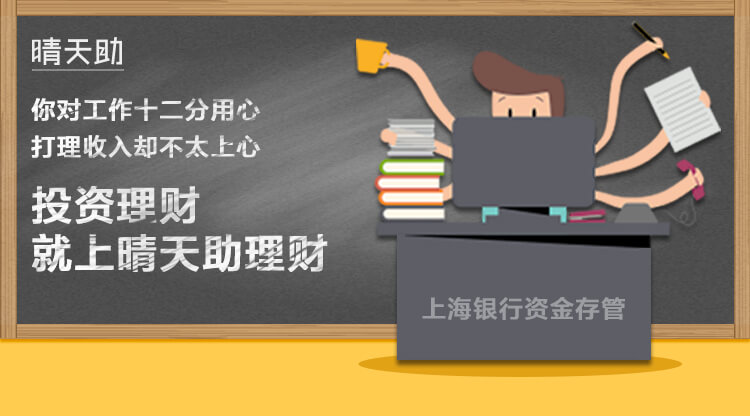 晴天助
你对工作十二分用心
打理收入却不太上心
投资理财
就上晴天助理财
上海银行资金存管